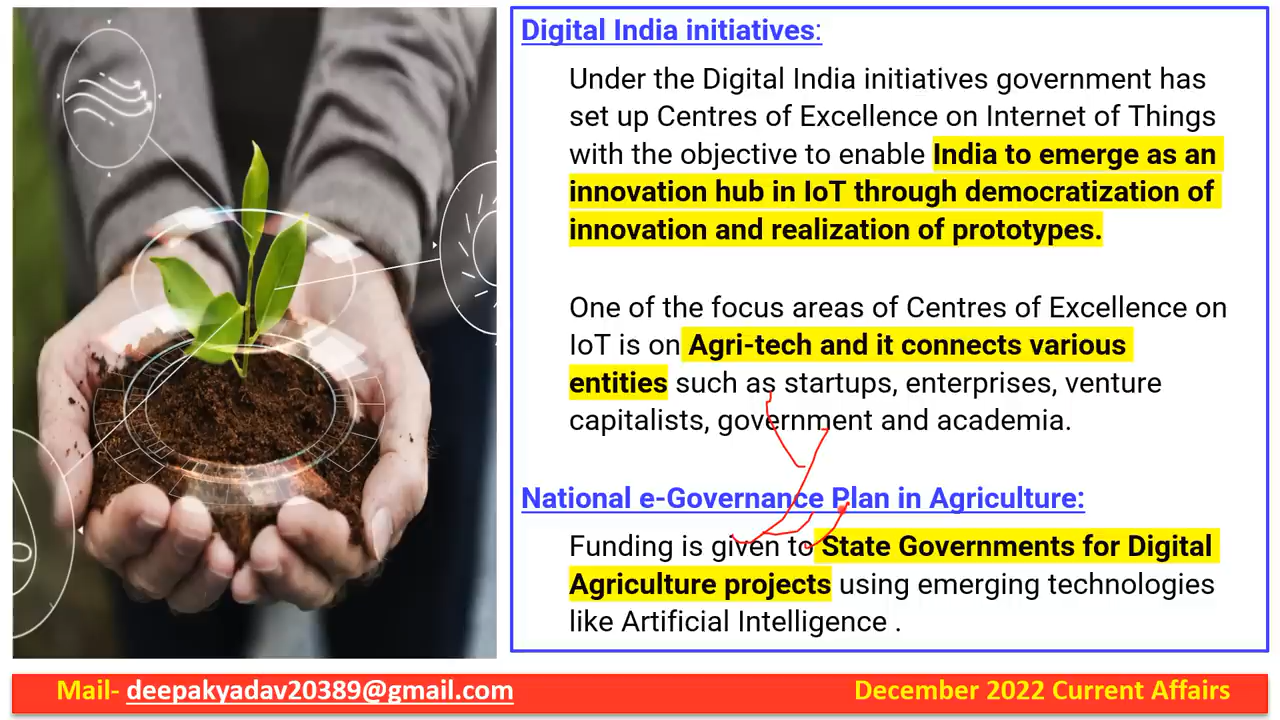 Digital India initiatives:
Under the Digital India initiatives government has
set up Centres of Excellence on Internet of Things
with the objective to enable India to emerge as an
innovation hub in IoT through democratization of
innovation and realization of prototypes.
One of the focus areas of Centres of Excellence on
IoT is on Agri-tech and it connects various
entities such as startups, enterprises, venture
capitalists, government and academia.
National e-Governance Plan in Agriculture:
Funding is given to State Governments for Digital
Agriculture projects using emerging technologies
like Artificial Intelligence .
Mail- deepakyadav20389@gmail.com
December 2022 Current Affairs